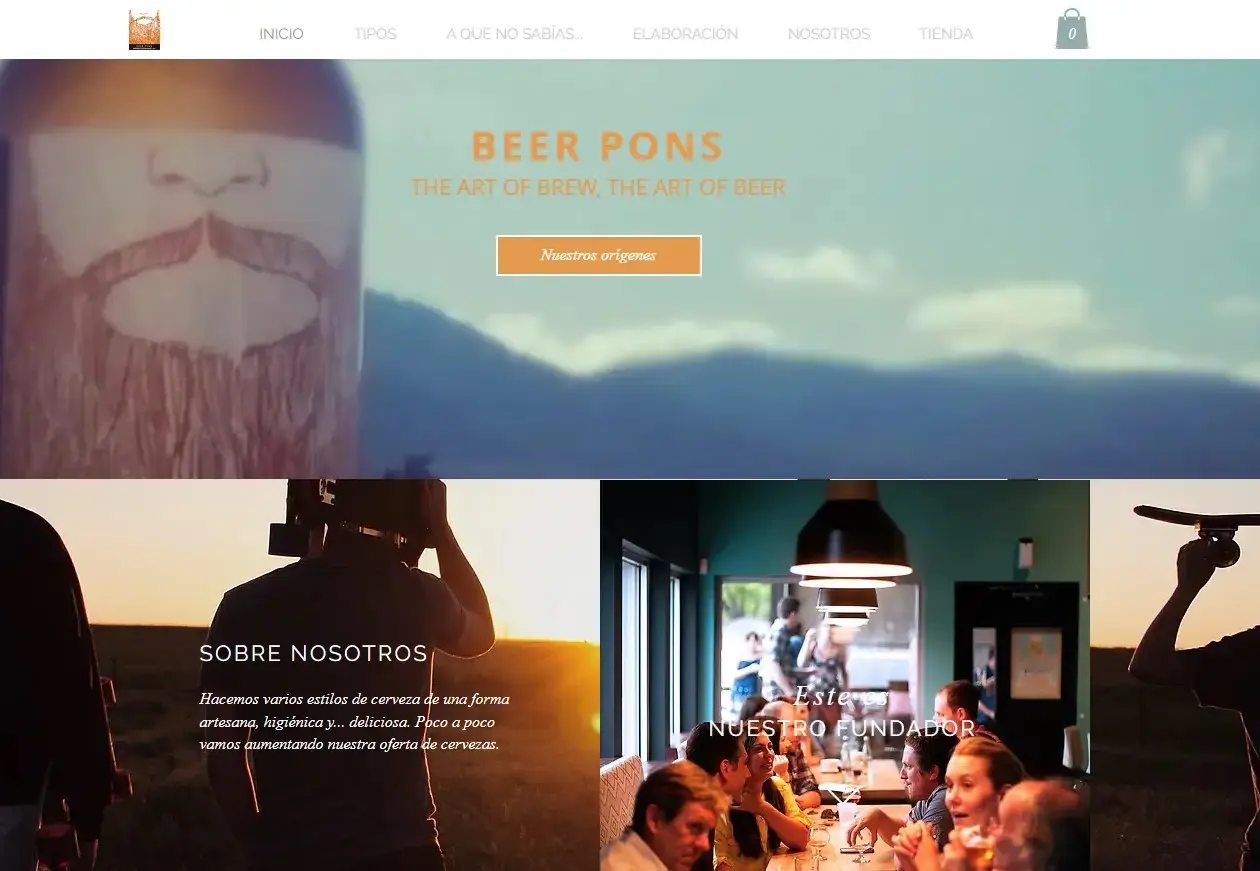 INICIO
TIPOS
A QUE NO SABÍAS...
ELABORACIÓN
NOSOTROS
TIENDA
0
BEER PONS
THE ART OF BREW, THE ART OF BEER
Nuestros orígenes
SOBRE NOSOTROS
Hacemos varios estilos de cerveza de una forma
artesana, higiénica y... deliciosa. Poco a poco
vamos aumentando nuestra oferta de cervezas.
Este es
NUESTRO FUNDADOR